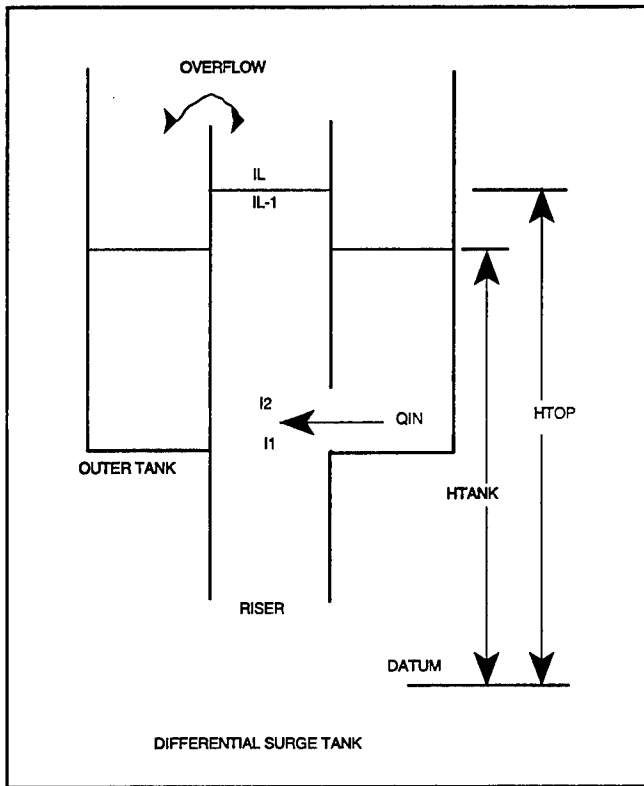 OVERFLOW
IL
IL-1
I2
QIN
I1
HTOP
OUTER TANK
HTANK
RISER
DATUM
DIFFERENTIAL SURGE TANK